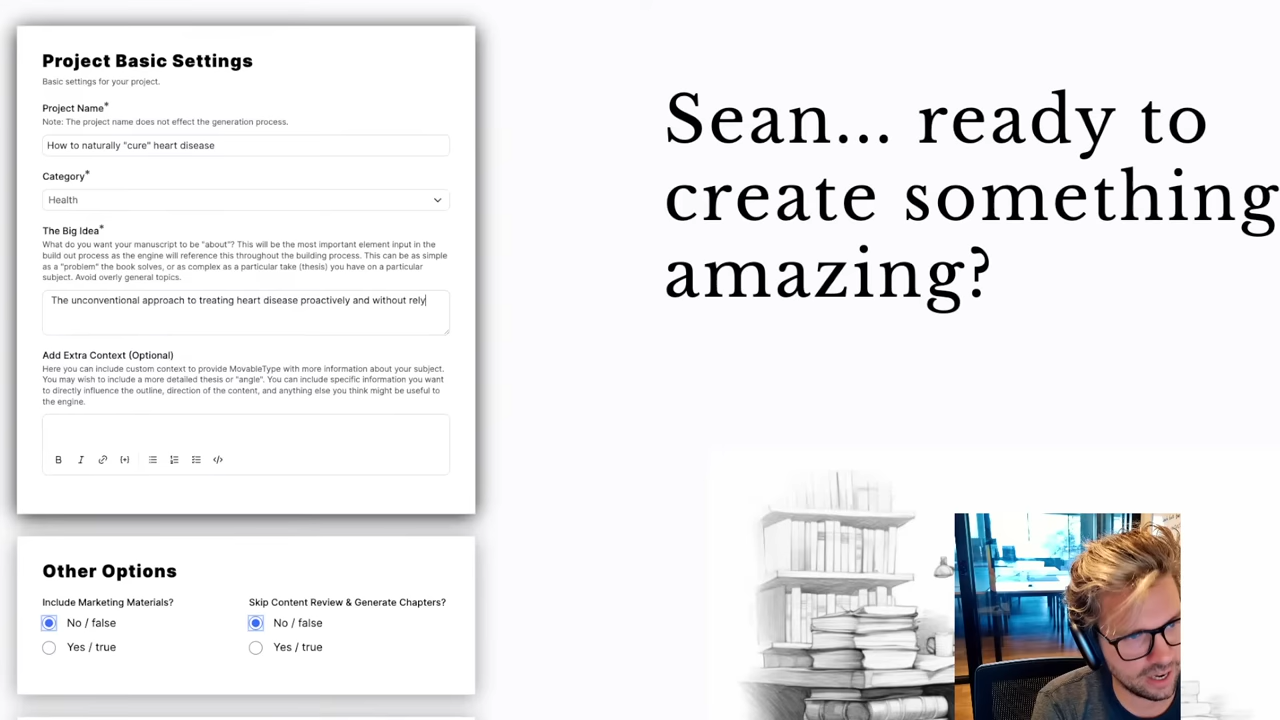 Project Basic Settings
Basic settings for your project.
Project Name*
Note: The project name does not effect the generation process.
How to naturally "cure" heart disease
Category*
Health
The Big Idea*
What do you want your manuscript to be "about"? This will be the most important element input in the
build out process as the engine will reference this throughout the building process. This can be as simple
as a "problem" the book solves, or as complex as a particular take (thesis) you have on a particular
subject. Avoid overly general topics.
The unconventional approach to treating heart disease proactively and without rely
Add Extra Context (Optional)
Here you can include custom context to provide MovableType with more information about your subject.
You may wish to include a more detailed thesis or "angle". You can include specific information you want
to directly influence the outline, direction of the content, and anything else you think might be useful to
the engine.
B I
Other Options
Include Marketing Materials?
No / false
Yes / true
Skip Content Review & Generate Chapters?
No / false
Yes / true
Sean... ready to
create something
amazing?